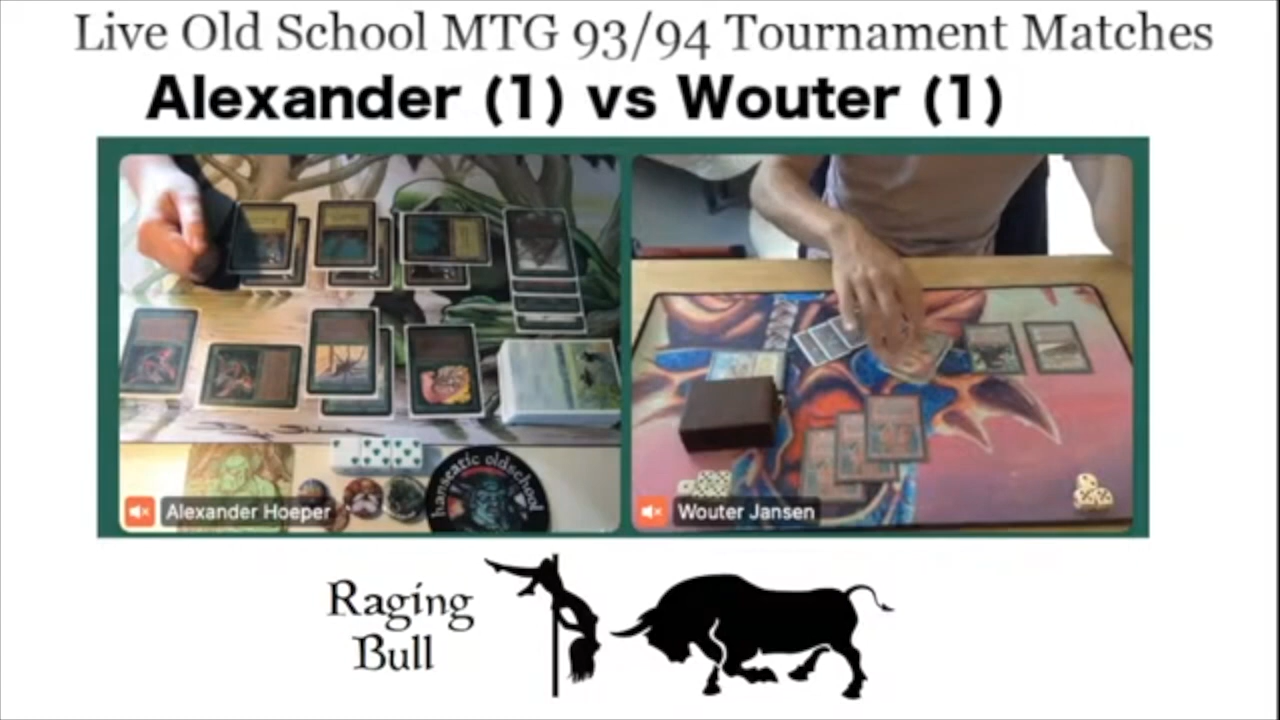 Live Old School MTG 93/94 Tournament Matches
Alexander (1) vs Wouter (1)
hanseatic oldschool
Alexander Hoeper
Wouter Jansen
Raging
Bull